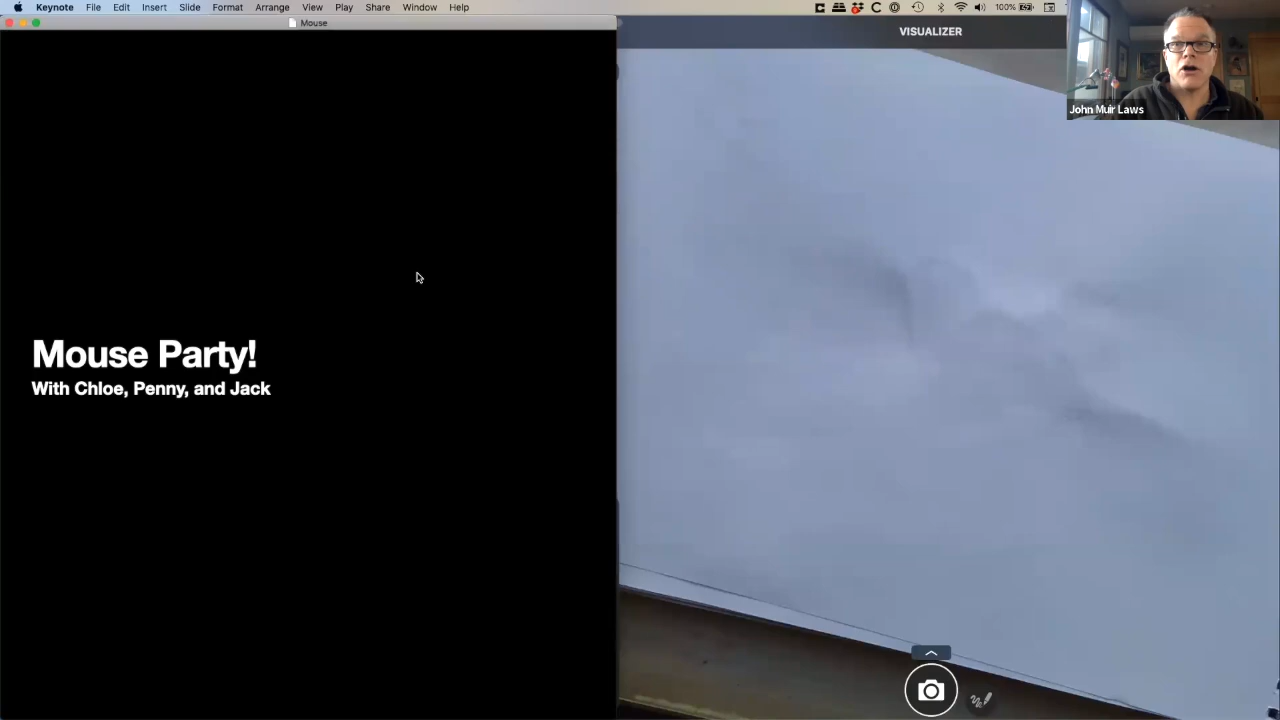 Keynote File Edit Insert Slide Format Arrange View Play Share Window Help
100%
Mouse
VISUALIZER
John Muir Laws
Mouse Party!
With Chloe, Penny, and Jack